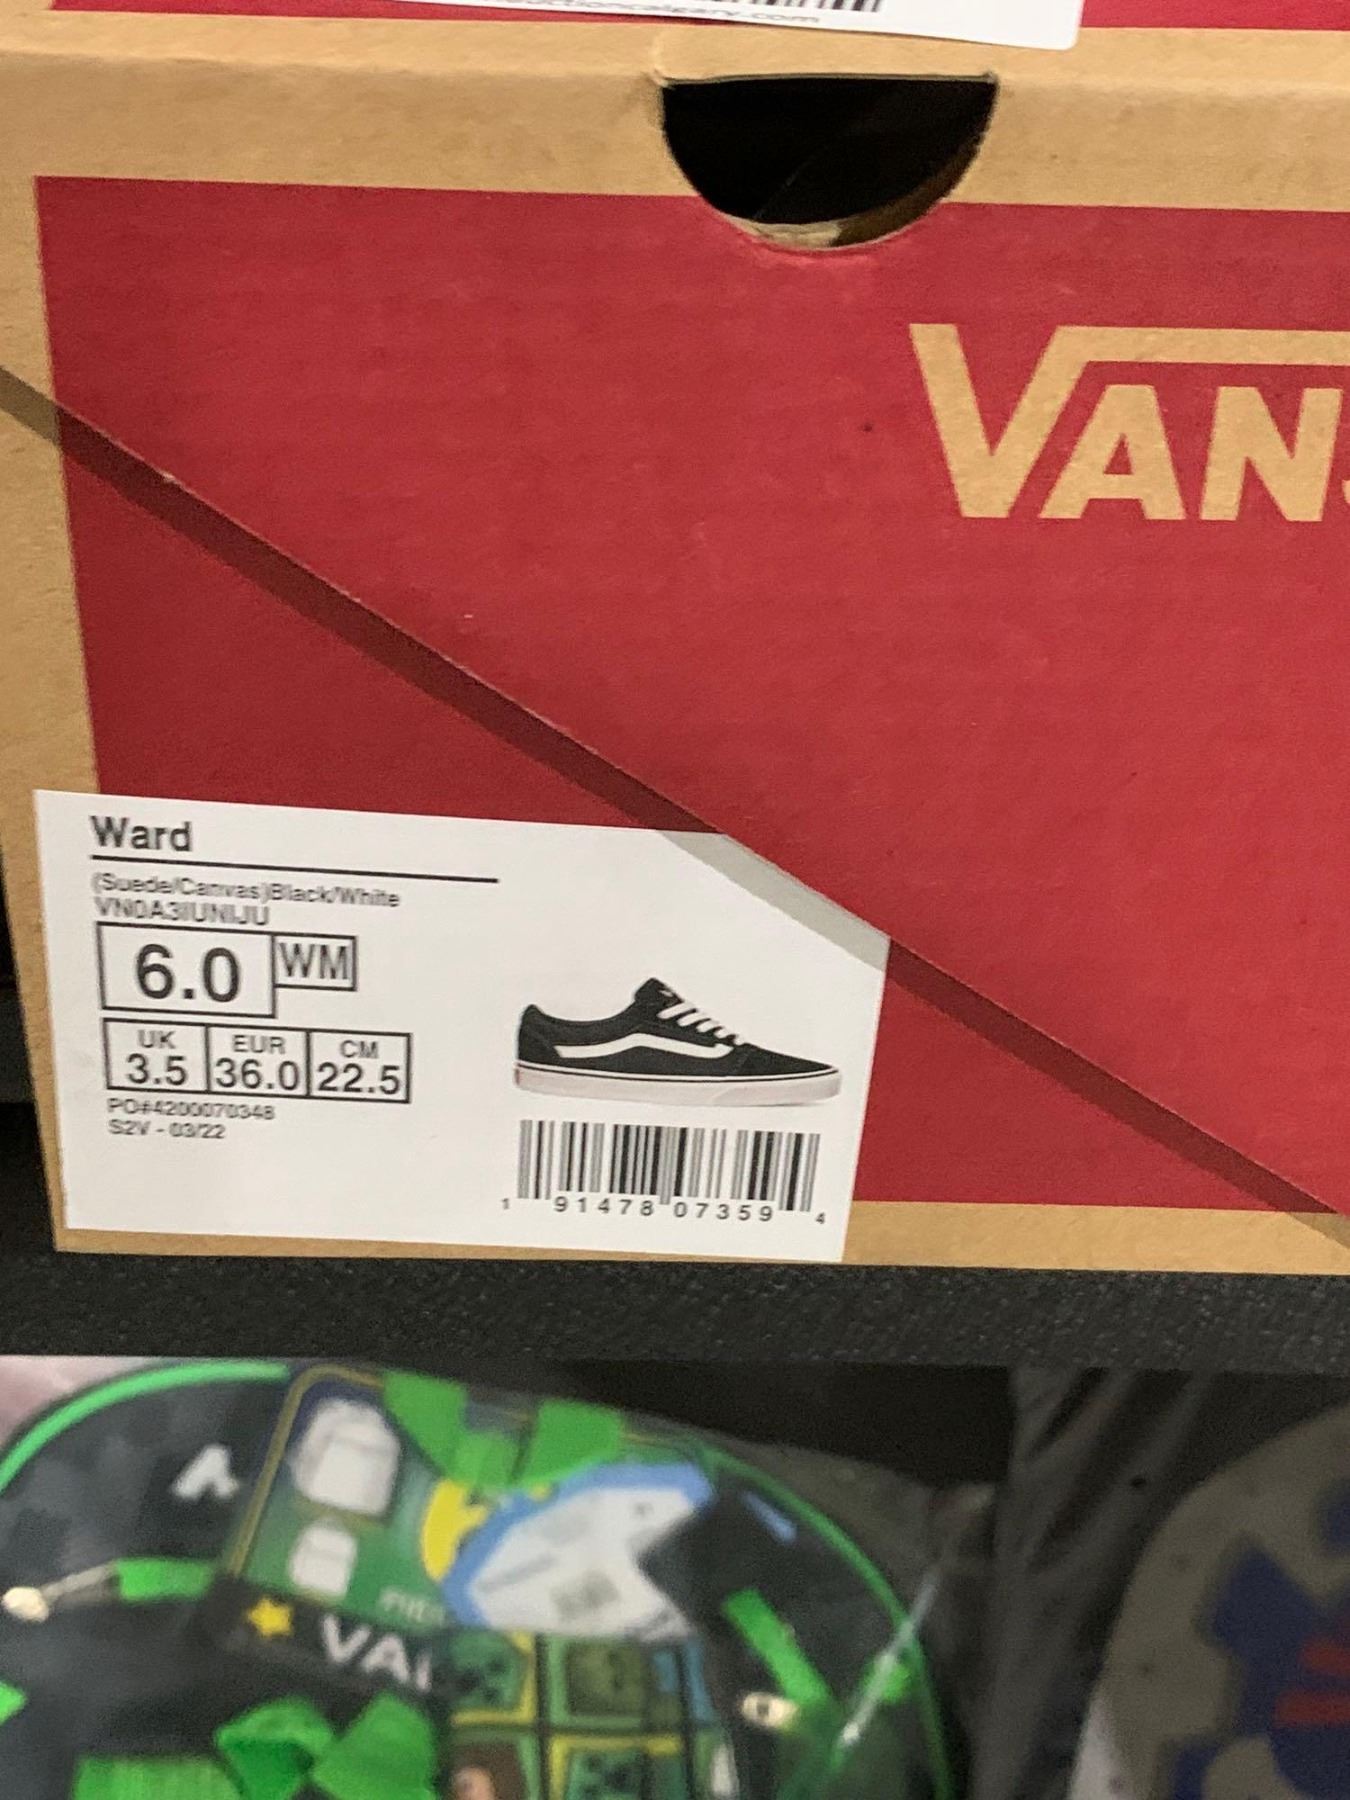 VANS
Ward
(Suede/Canvas)Black/White
VN0A3IUNIJU
6.0 WM
UK EUR CM
3.5 36.0 22.5
PO#4200070348
S2V - 03/22
1 91478 07359 4
VAI